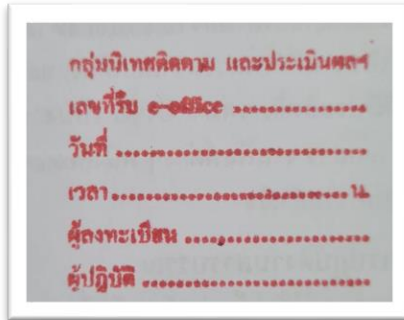 กลุ่มนิเทศติดตาม และประเมินผลฯ
เลขที่รับ e-office ................
วันที่ ..............................
เวลา.............................น.
ผู้ลงทะเบียน ......................
ผู้ปฏิบัติ ...........................